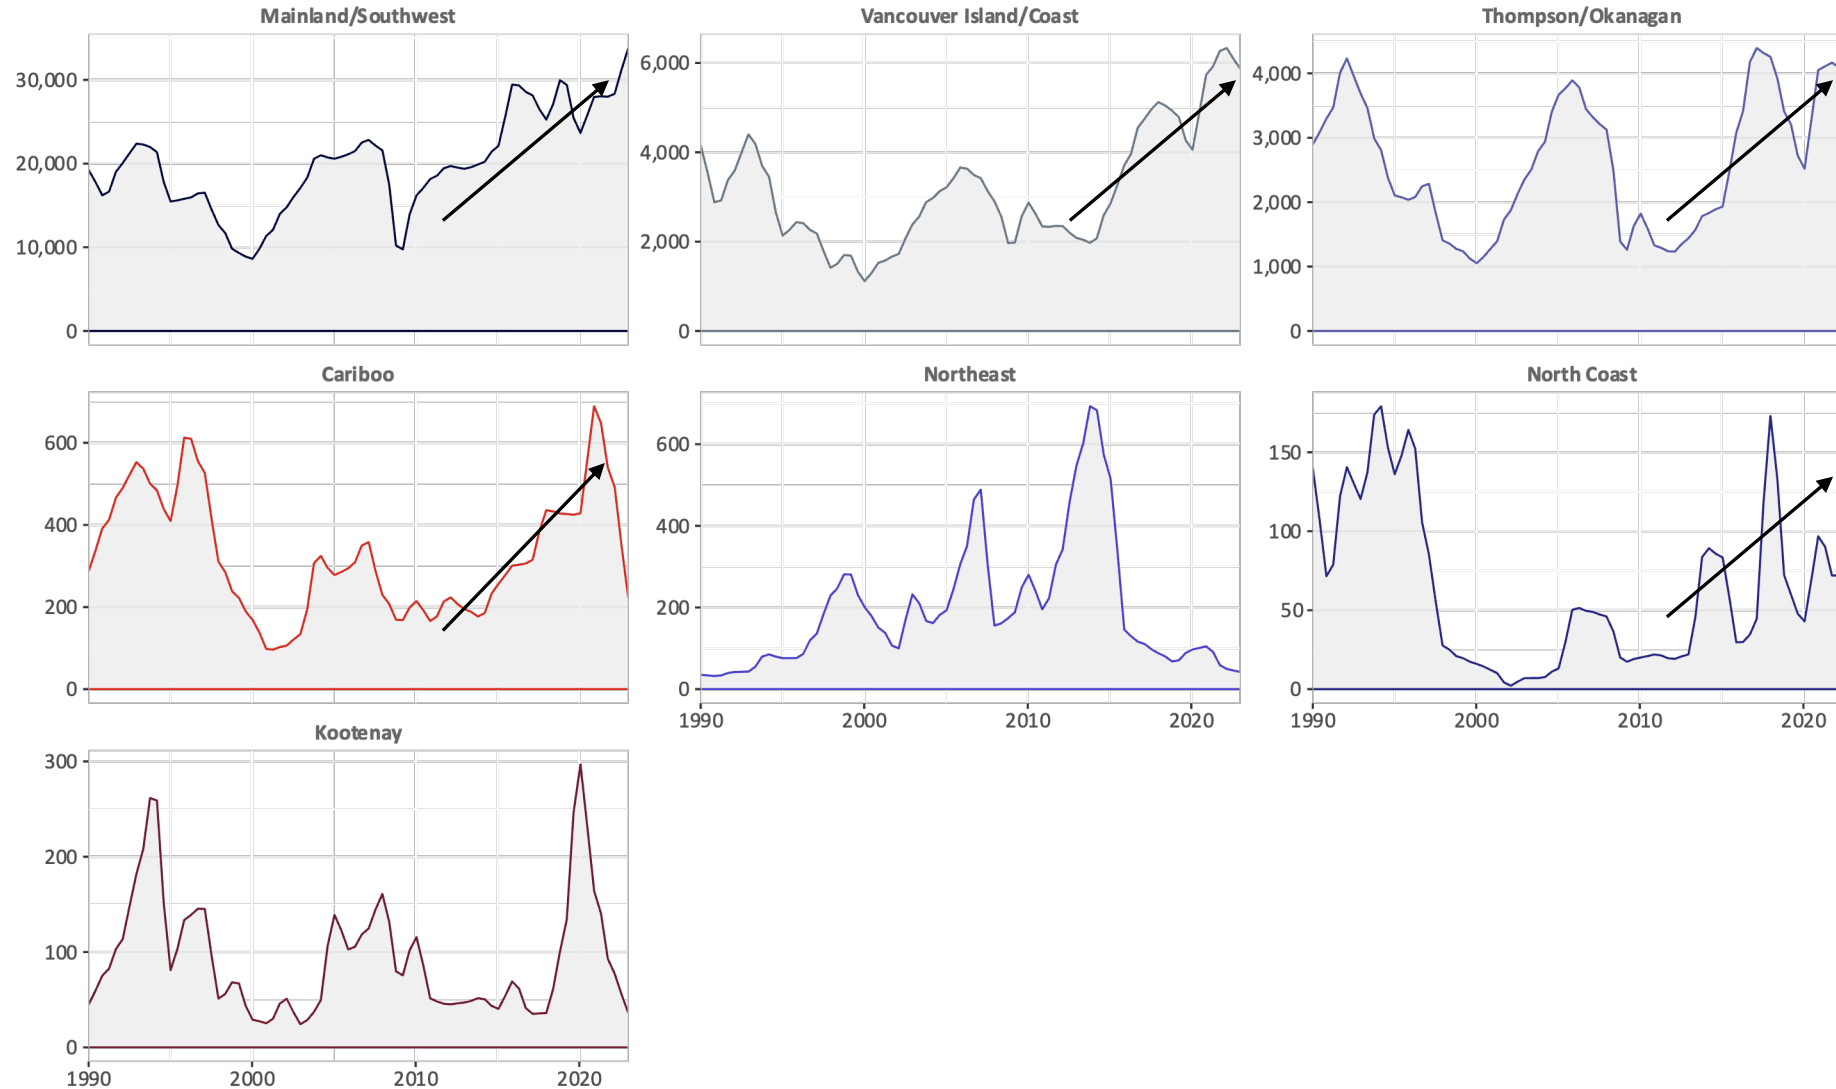 Mainland/Southwest
30,000
20,000
10,000
0
Vancouver Island/Coast
6,000
4,000
2,000
0
Thompson/Okanagan
4,000
3,000
2,000
1,000
0
Cariboo
600
400
200
0
Northeast
600
400
200
0
1990 2000 2010 2020
North Coast
150
100
50
0
1990 2000 2010 2020
Kootenay
300
200
100
0
1990 2000 2010 2020